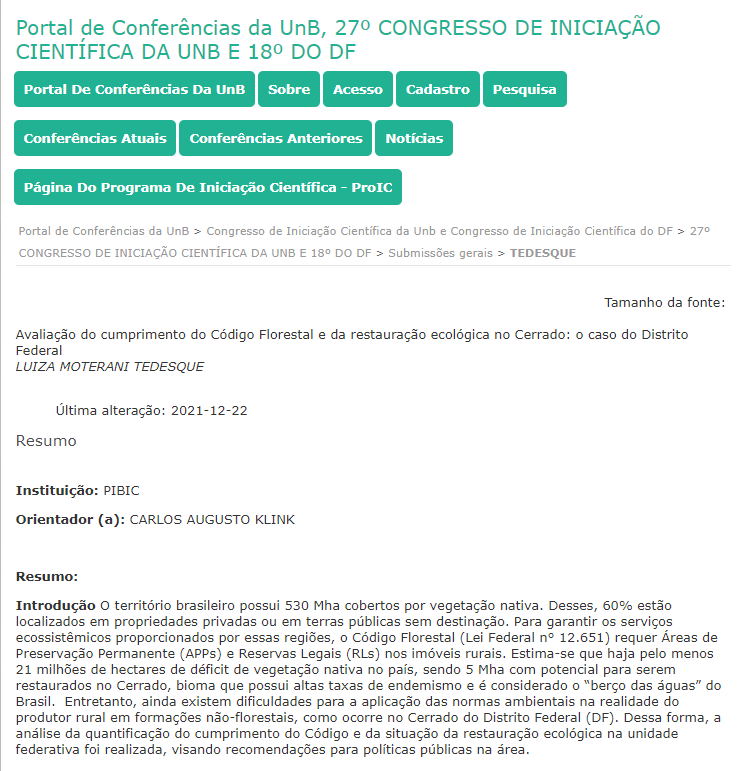 Portal de Conferências da UnB, 27º CONGRESSO DE INICIAÇÃO
CIENTÍFICA DA UNB E 18º DO DF
Portal De Conferências Da UnB Sobre Acesso Cadastro Pesquisa
Conferências Atuais Conferências Anteriores Notícias
Página Do Programa De Iniciação Científica - ProIC
Portal de Conferências da UnB > Congresso de Iniciação Científica da Unb e Congresso de Iniciação Científica do DF > 27º
CONGRESSO DE INICIAÇÃO CIENTÍFICA DA UNB E 18º DO DF > Submissões gerais > TEDESQUE
Tamanho da fonte:
Avaliação do cumprimento do Código Florestal e da restauração ecológica no Cerrado: o caso do Distrito
Federal
LUIZA MOTERANI TEDESQUE
Última alteração: 2021-12-22
Resumo
Instituição: PIBIC
Orientador (a): CARLOS AUGUSTO KLINK
Resumo:
Introdução O território brasileiro possui 530 Mha cobertos por vegetação nativa. Desses, 60% estão
localizados em propriedades privadas ou em terras públicas sem destinação. Para garantir os serviços
ecossistêmicos proporcionados por essas regiões, o Código Florestal (Lei Federal n° 12.651) requer Áreas de
Preservação Permanente (APPs) e Reservas Legais (RLs) nos imóveis rurais. Estima-se que haja pelo menos
21 milhões de hectares de déficit de vegetação nativa no país, sendo 5 Mha com potencial para serem
restaurados no Cerrado, bioma que possui altas taxas de endemismo e é considerado o “berço das águas” do
Brasil. Entretanto, ainda existem dificuldades para a aplicação das normas ambientais na realidade do
produtor rural em formações não-florestais, como ocorre no Cerrado do Distrito Federal (DF). Dessa forma, a
análise da quantificação do cumprimento do Código e da situação da restauração ecológica na unidade
federativa foi realizada, visando recomendações para políticas públicas na área.